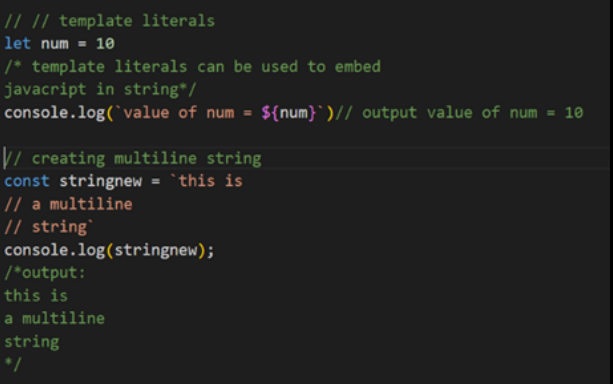 // // template literals
let num = 10
/* template literals can be used to embed
javacript in string*/
console.log(`value of num = ${num}`)// output value of num = 10
// creating multiline string
const stringnew = `this is
// a multiline
// string`
console.log(stringnew);
/*output:
this is
a multiline
string
*/